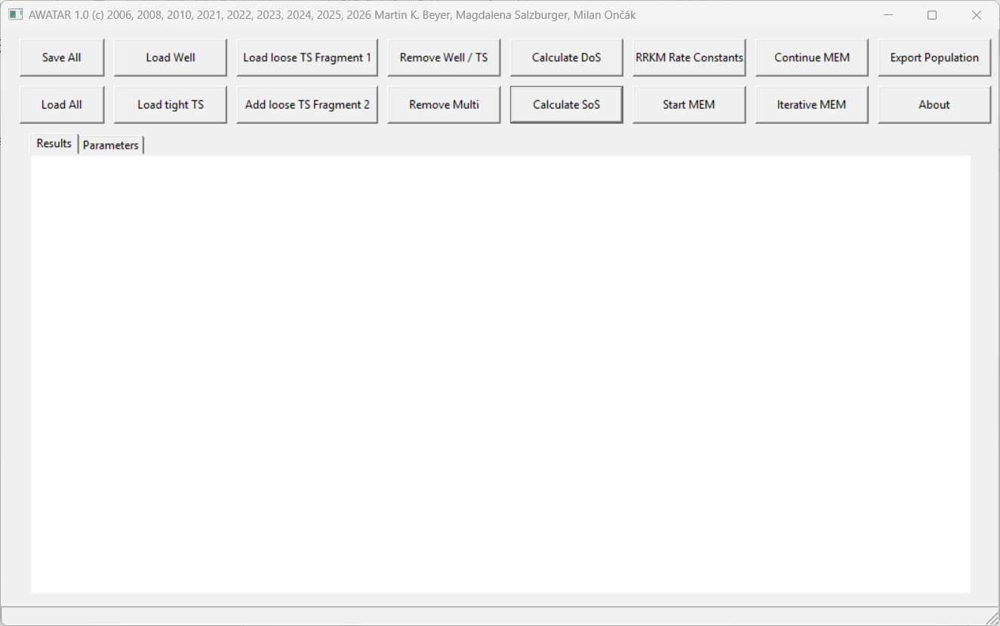 AWATAR 1.0 (c) 2006, 2008, 2010, 2021, 2022, 2023, 2024, 2025, 2026 Martin K. Beyer, Magdalena Salzburger, Milan Ončák
Save All Load Well Load loose TS Fragment 1 Remove Well / TS Calculate DoS RRKM Rate Constants Continue MEM Export Population
Load All Load tight TS Add loose TS Fragment 2 Remove Multi Calculate SoS Start MEM Iterative MEM About
Results Parameters